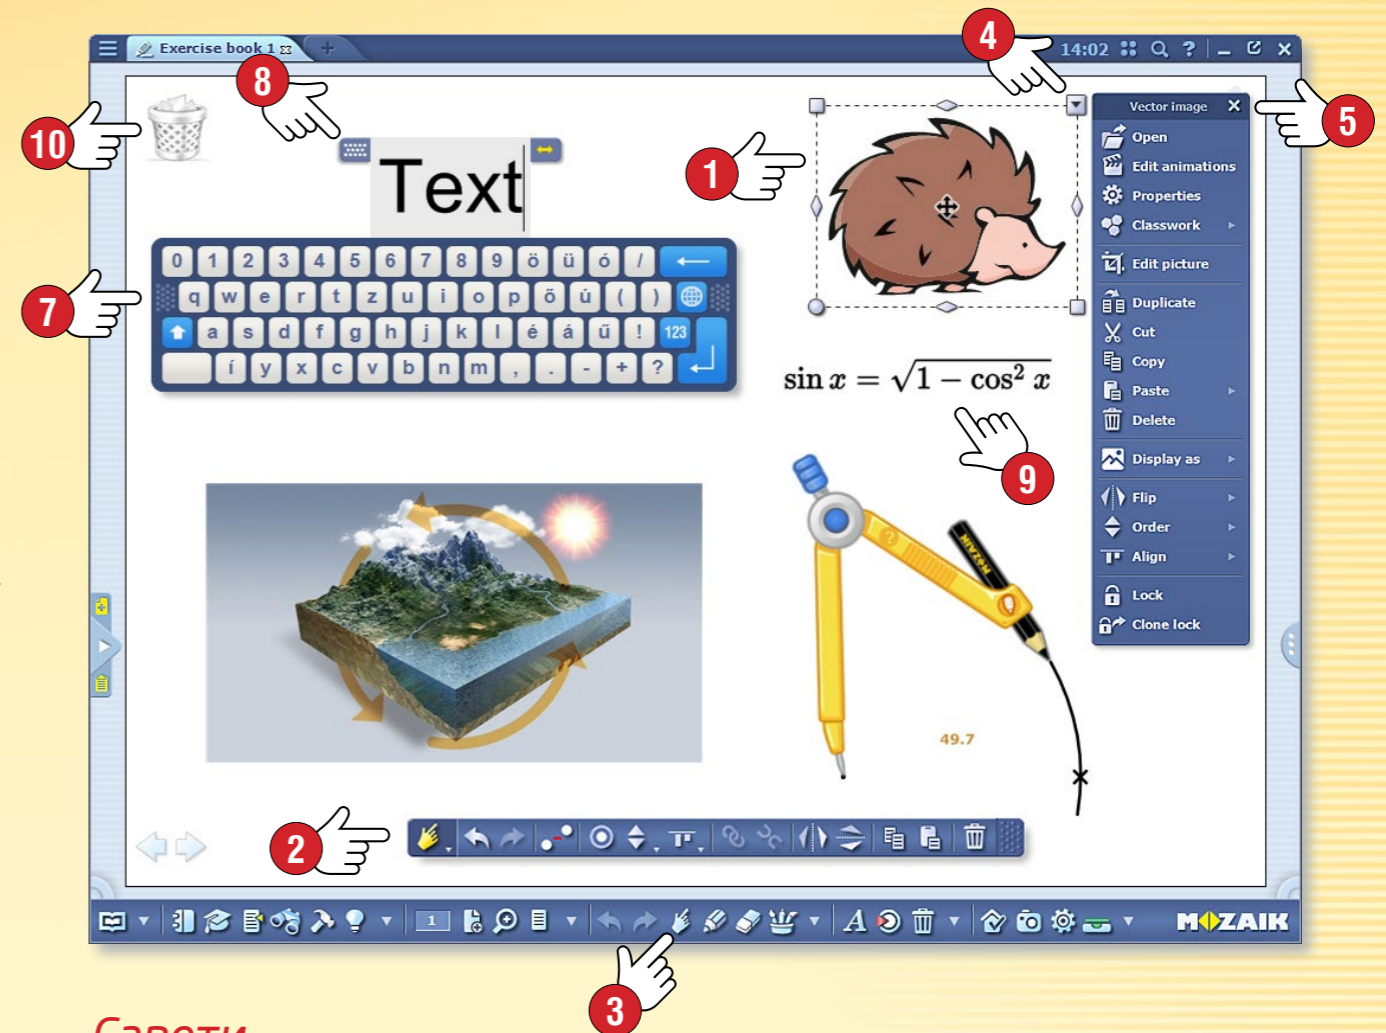 Exercise book 1
14:02
?
4
8
10
5
1
7
Vector image
Open
Edit animations
Properties
Classwork
Edit picture
Duplicate
Cut
Copy
Paste
Delete
Display as
Flip
Order
Align
Lock
Clone lock
Text
0 1 2 3 4 5 6 7 8 9 ö ü ó /
q w e r t z u i o p ő ú ( )
a s d f g h j k l é á ű ! 123
í y x c v b n m , . - + ?
sin x = √1 − cos² x
9
MOZAIK
49.7
2
1
A
MOZAIK
3
Савети